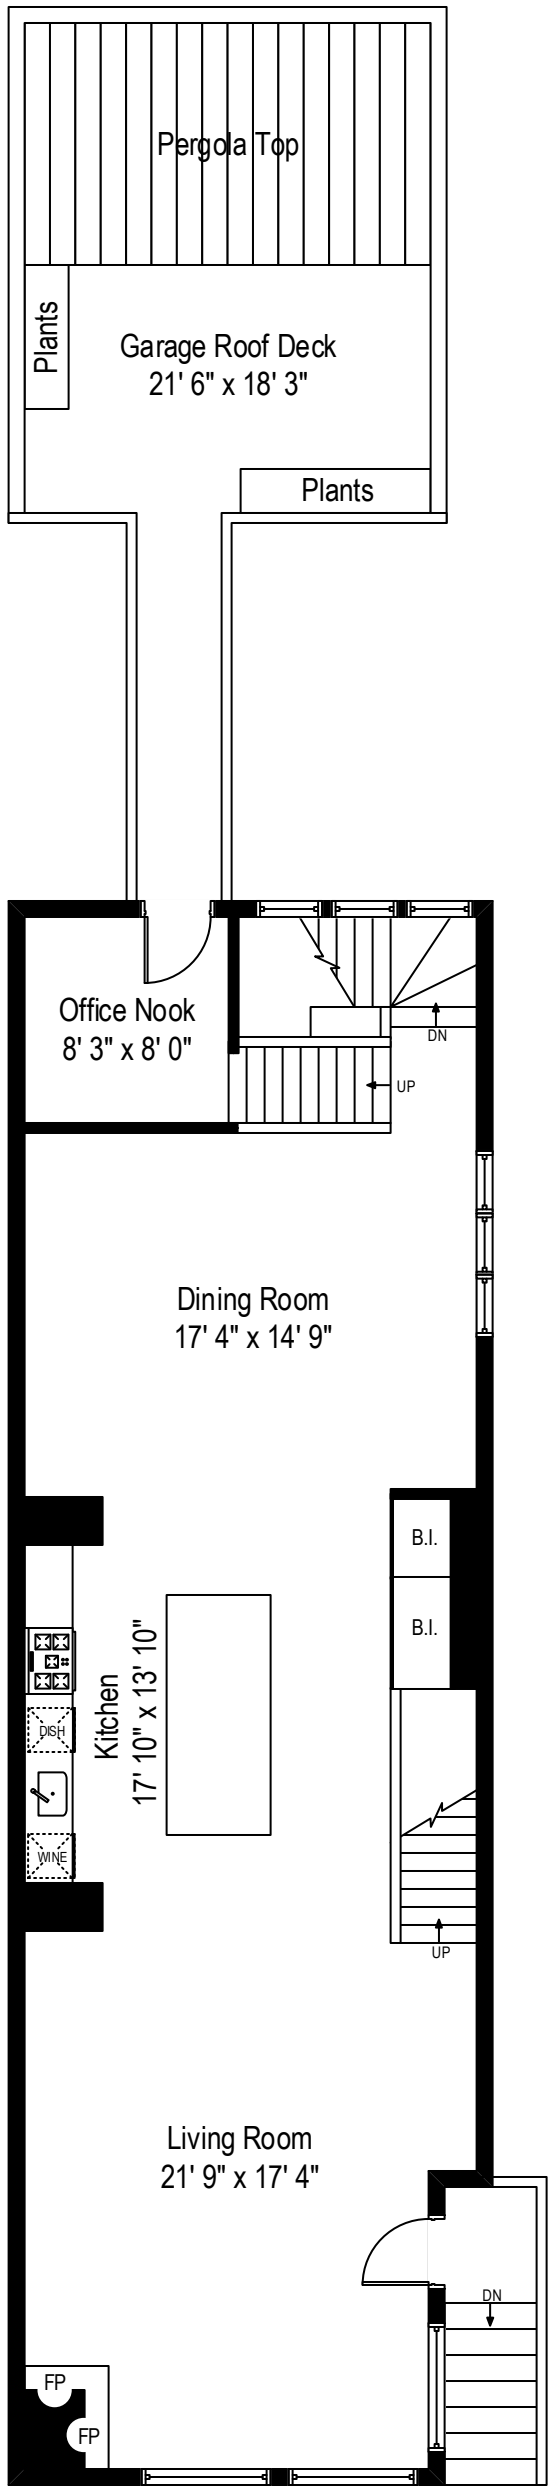 Pergola Top
Plants
Garage Roof Deck
21' 6" x 18' 3"
Plants
Office Nook
8' 3" x 8' 0"
DN
UP
Dining Room
17' 4" x 14' 9"
B.I.
B.I.
Kitchen
17' 10" x 13' 10"
DISH
WINE
UP
Living Room
21' 9" x 17' 4"
DN
FP
FP